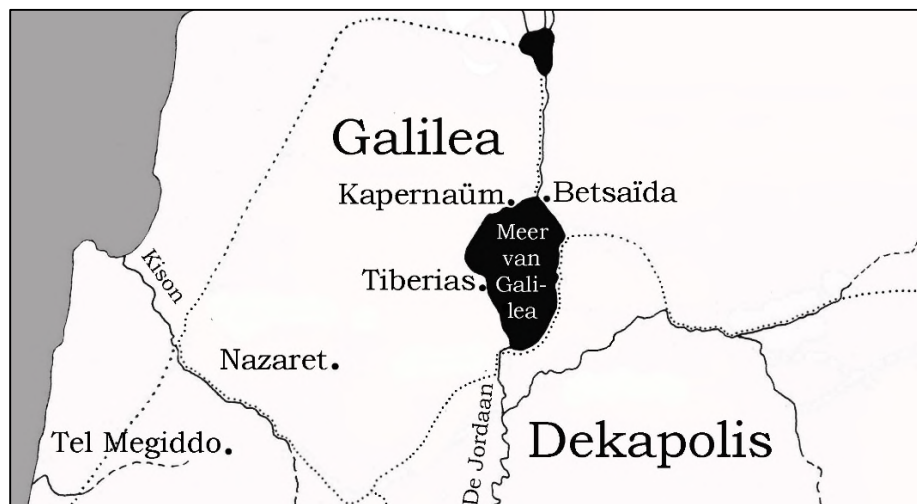 Galilea
Kapernaüm
Betsaïda
Meer
van
Gali-
lea
Kison
Tiberias
Nazaret
De Jordaan
Dekapolis
Tel Megiddo